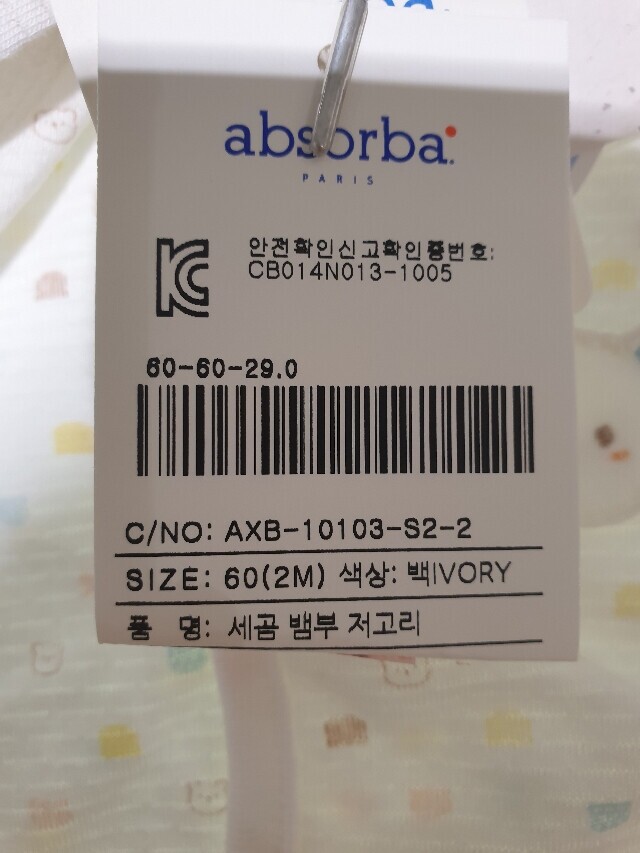 absorba.
PARIS
안전확인신고확인증번호:
CB014N013-1005
60-60-29.0
C/NO: AXB-10103-S2-2
SIZE: 60(2M) 색상: 백IVORY
품 명: 세곰 뱀부 저고리